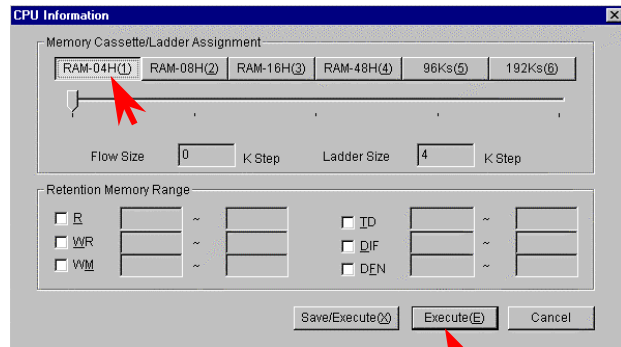 CPU Information
Memory Cassette/Ladder Assignment
RAM-04H(1) RAM-08H(2) RAM-16H(3) RAM-48H(4) 96Ks(5) 192Ks(6)
Flow Size 0 K Step Ladder Size 4 K Step
Retention Memory Range
R ~ TD ~
WR ~ DIF ~
WM ~ DFN ~
Save/Execute(X) Execute(E) Cancel